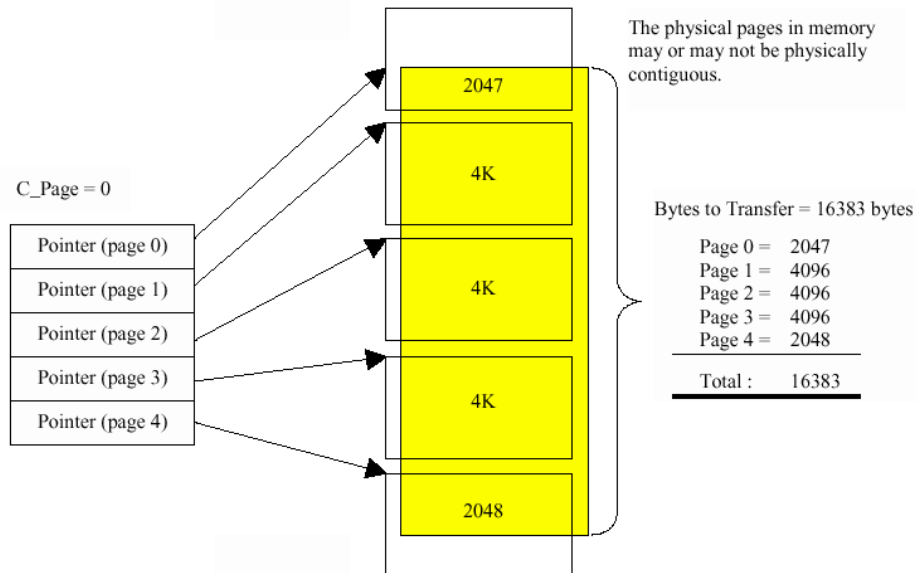 The physical pages in memory
may or may not be physically
contiguous.
2047
4K
C_Page = 0
Pointer (page 0)
Pointer (page 1)
Pointer (page 2)
Pointer (page 3)
Pointer (page 4)
4K
4K
2048
Bytes to Transfer = 16383 bytes
Page 0 = 2047
Page 1 = 4096
Page 2 = 4096
Page 3 = 4096
Page 4 = 2048
Total : 16383